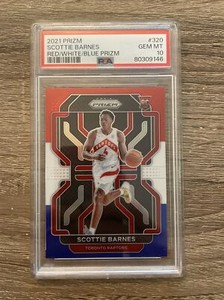 2021 PRIZM #320
SCOTTIE BARNES GEM MT
RED/WHITE/BLUE PRIZM 10
PSA 80309146
PRIZM
RC
SCOTTIE BARNES
TORONTO RAPTORS